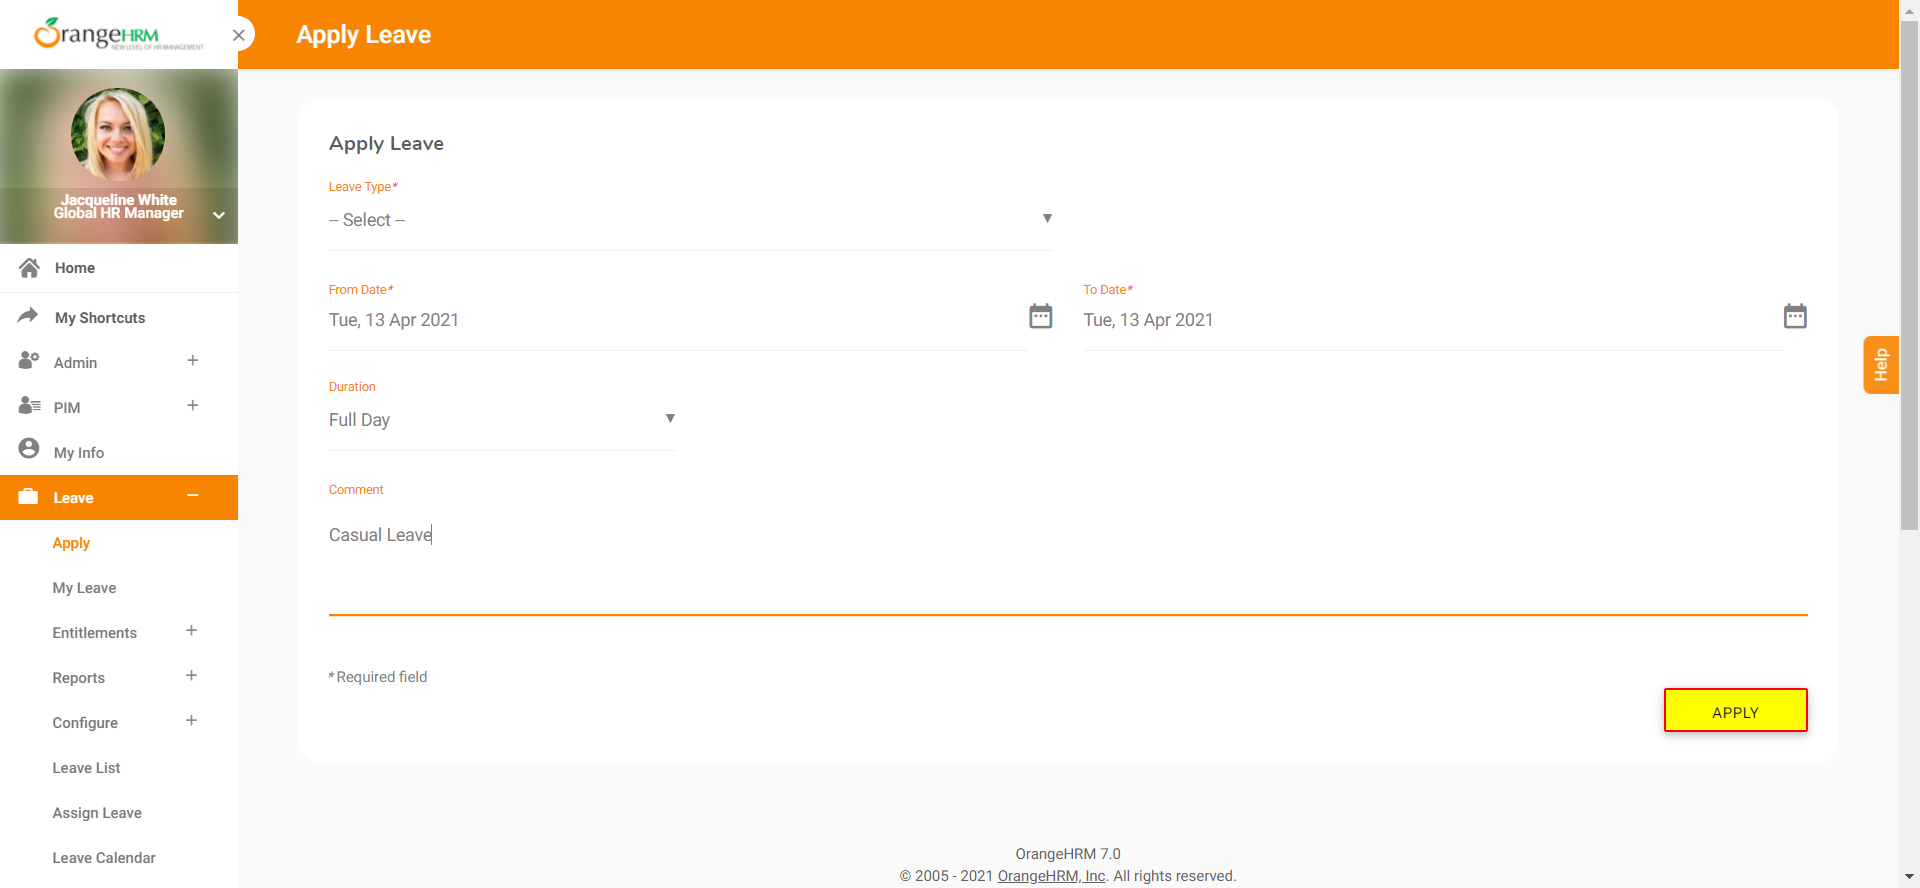 OrangeHRM
NEW LEVEL OF HR MANAGEMENT
Apply Leave
Jacqueline White
Global HR Manager
Home
My Shortcuts
Admin
PIM
My Info
Leave
Apply
My Leave
Entitlements
Reports
Configure
Leave List
Assign Leave
Leave Calendar
Apply Leave
Leave Type*
-- Select --
From Date* To Date*
Tue, 13 Apr 2021 Tue, 13 Apr 2021
Duration
Full Day
Comment
Casual Leave
* Required field
APPLY
Help
OrangeHRM 7.0
© 2005 - 2021 OrangeHRM, Inc. All rights reserved.